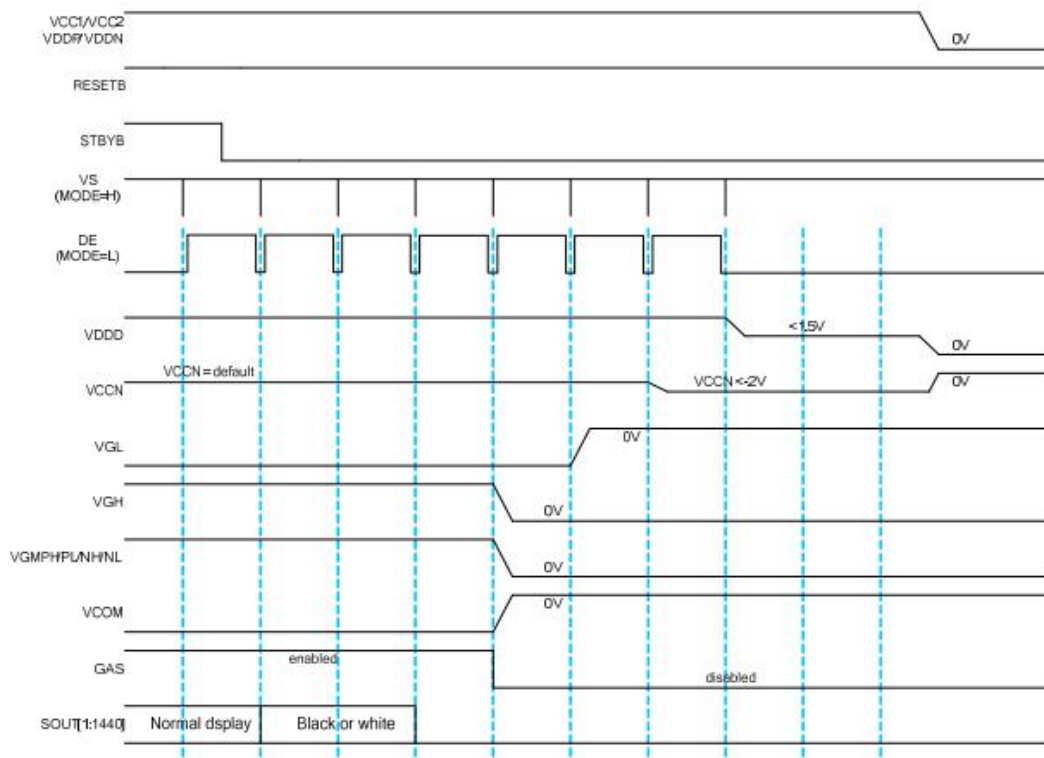 VCC1/VCC2
VDDP/VDDN
0V
RESETB
STBYB
VS
(MODE=H)
DE
(MODE=L)
VDDD
<1.5V
0V
VCCN=default
VCCN
VCCN<-2V
0V
VGL
0V
VGH
0V
VGMPH/PL/NH/NL
0V
VCOM
0V
GAS
enabled
disabled
SOUT[1:1440]
Normal dsplay
Black or white